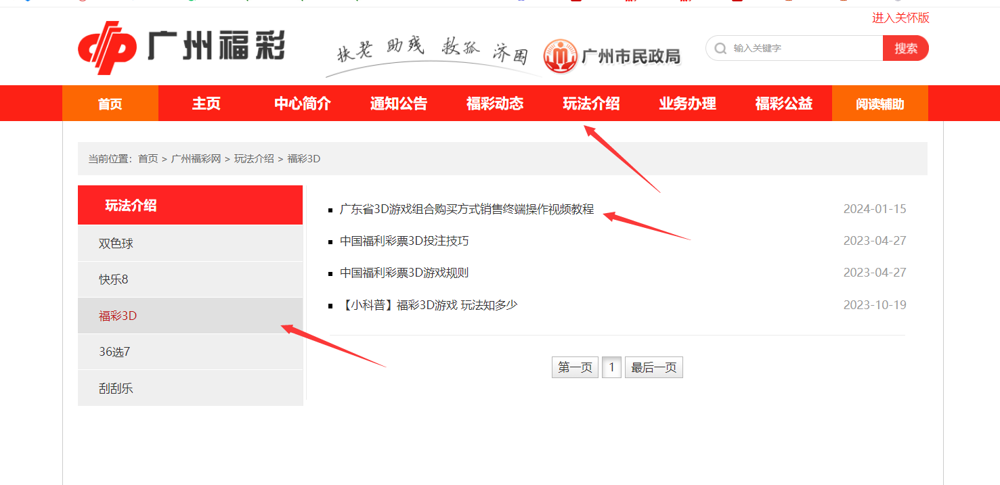 进入关怀版
广州福彩
扶老 助残 救孤 济困
广州市民政局
输入关键字
搜索
首页 主页 中心简介 通知公告 福彩动态 玩法介绍 业务办理 福彩公益 阅读辅助
当前位置：首页 > 广州福彩网 > 玩法介绍 > 福彩3D
玩法介绍
双色球
快乐8
福彩3D
36选7
刮刮乐
广东省3D游戏组合购买方式销售终端操作视频教程 2024-01-15
中国福利彩票3D投注技巧 2023-04-27
中国福利彩票3D游戏规则 2023-04-27
【小科普】福彩3D游戏 玩法知多少 2023-10-19
第一页 1 最后一页